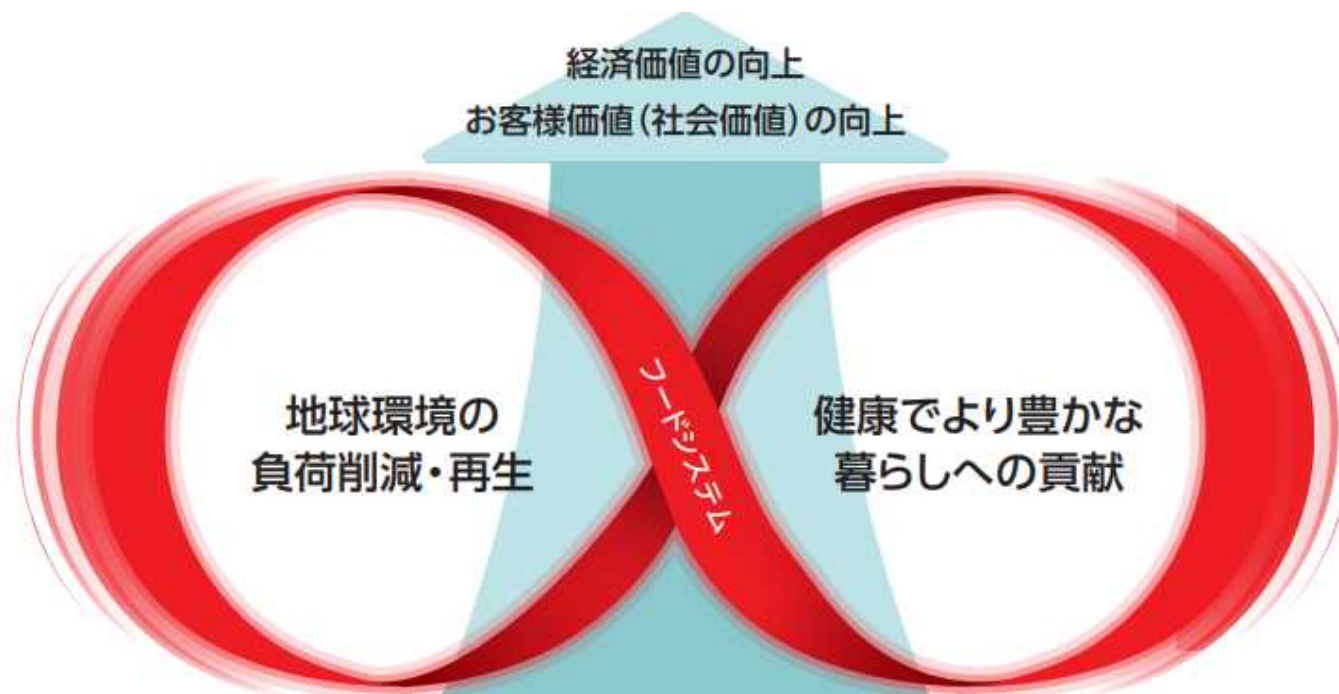 経済価値の向上
お客様価値(社会価値)の向上
地球環境の
負荷削減・再生
フードシステム
健康でより豊かな
暮らしへの貢献